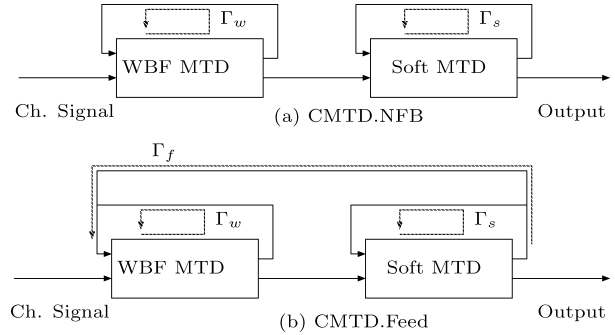 Γw Γs
WBF MTD Soft MTD
Ch. Signal Output
(a) CMTD.NFB
Γf
Γw Γs
WBF MTD Soft MTD
Ch. Signal Output
(b) CMTD.Feed